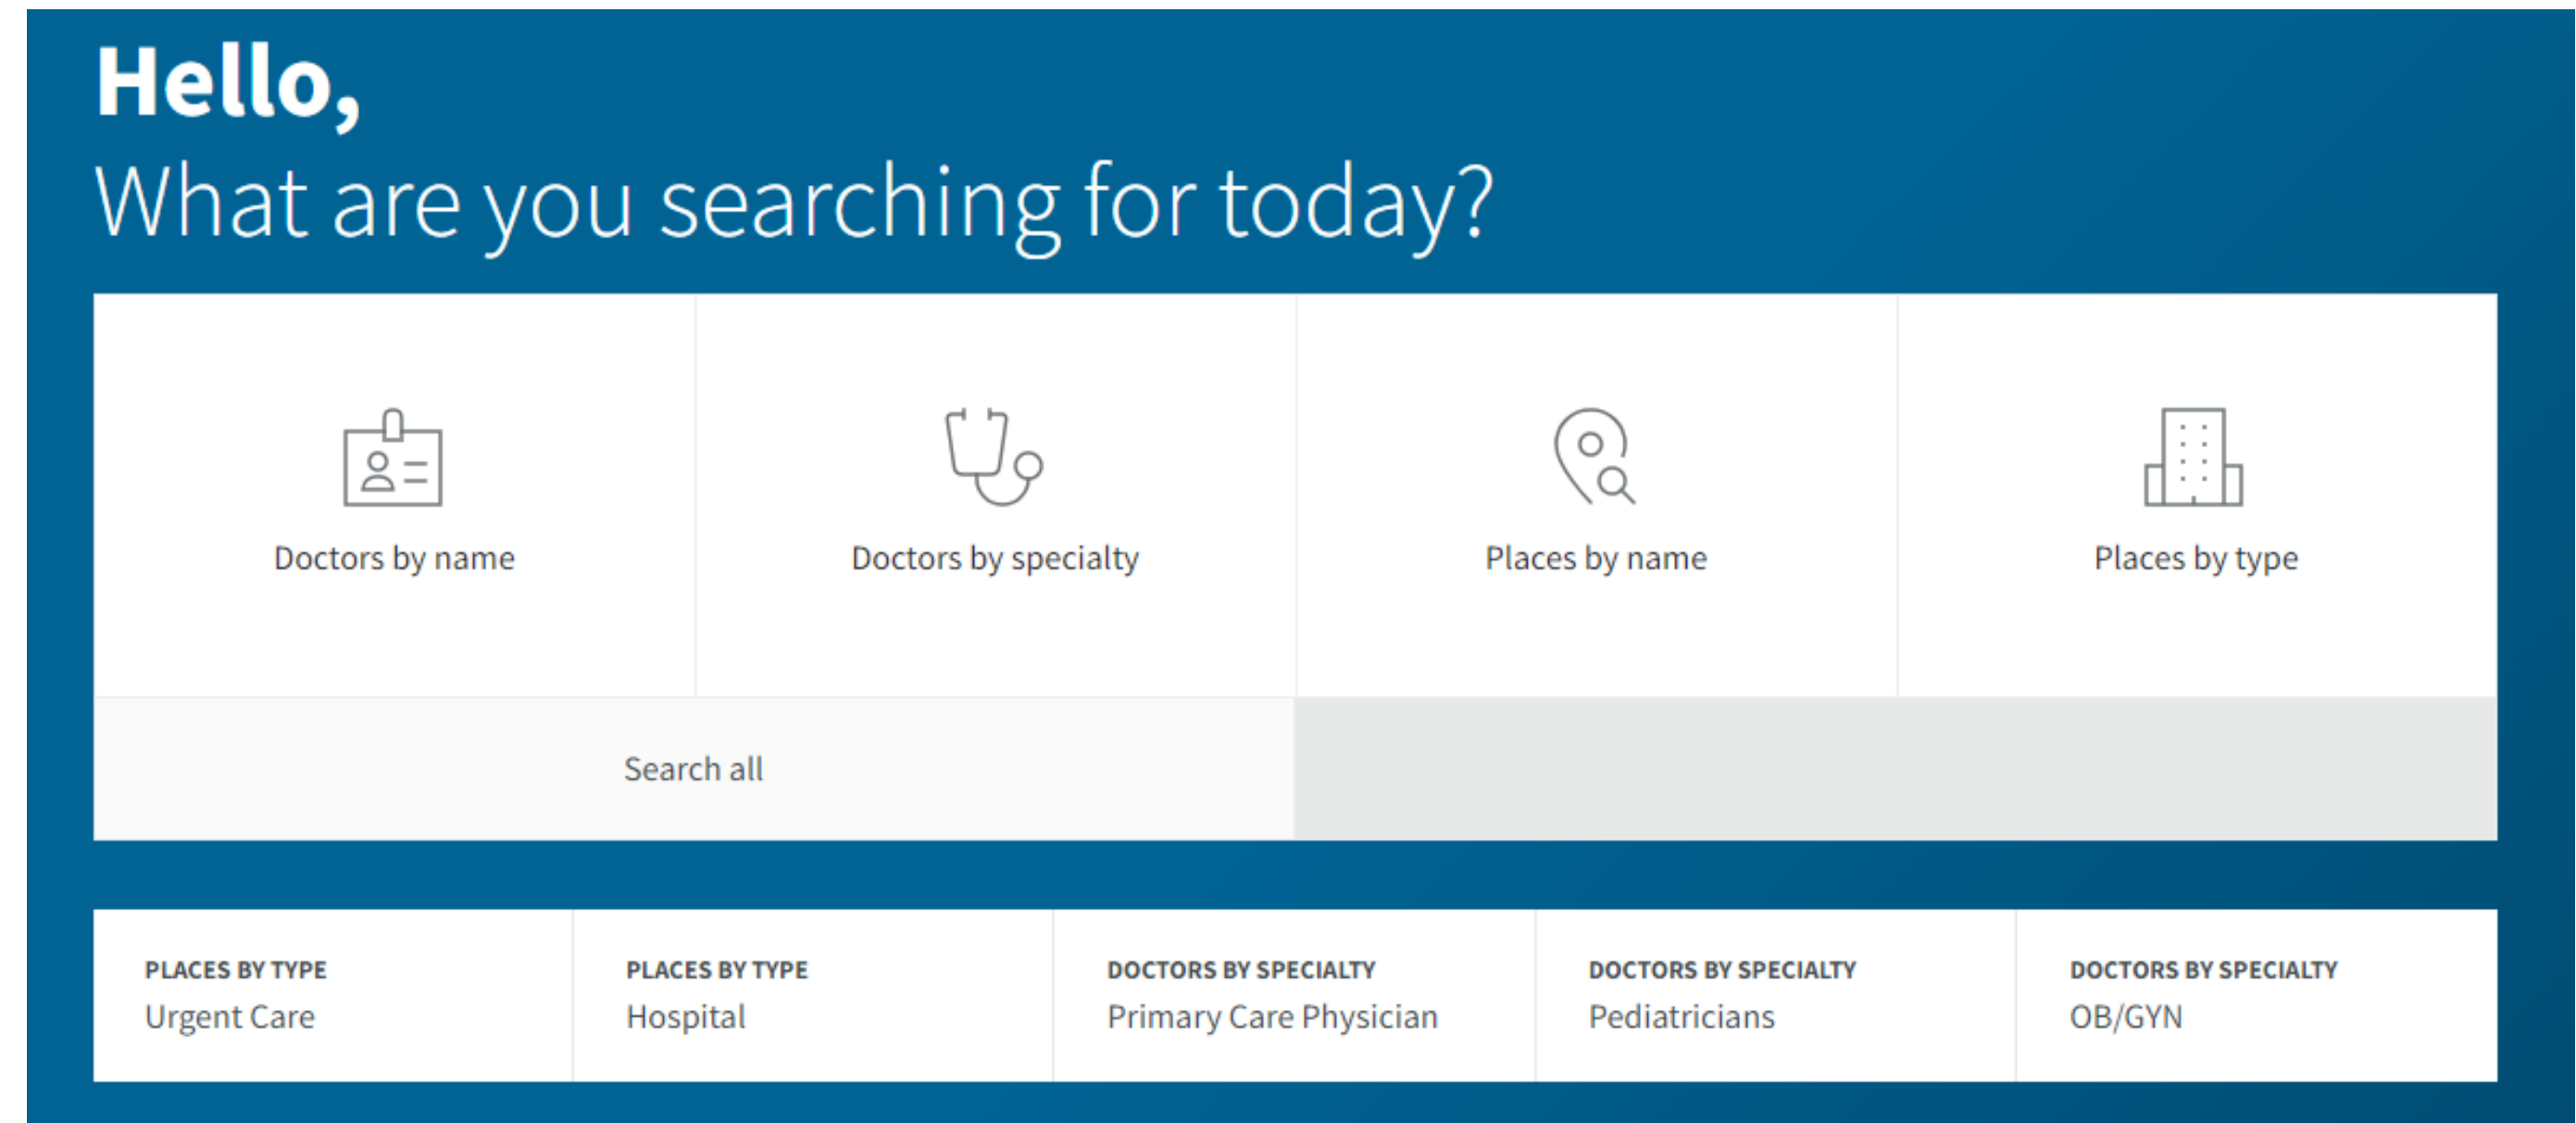 Hello,
What are you searching for today?
Doctors by name
Doctors by specialty
Places by name
Places by type
Search all
PLACES BY TYPE
Urgent Care
PLACES BY TYPE
Hospital
DOCTORS BY SPECIALTY
Primary Care Physician
DOCTORS BY SPECIALTY
Pediatricians
DOCTORS BY SPECIALTY
OB/GYN